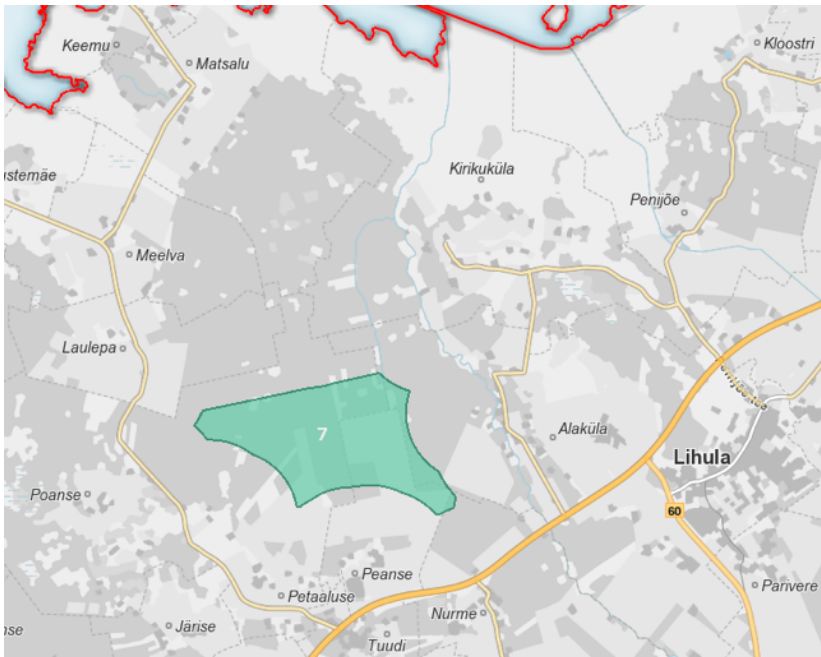 Keemu
Matsalu
Kloostri
Kirikuküla
ustemäe
Penijõe
Meelva
Laulepa
7
Alaküla
Lihula
Poanse
60
Peanse
Petaaluse
Parivere
Nurme
Järise
nse
Tuudi